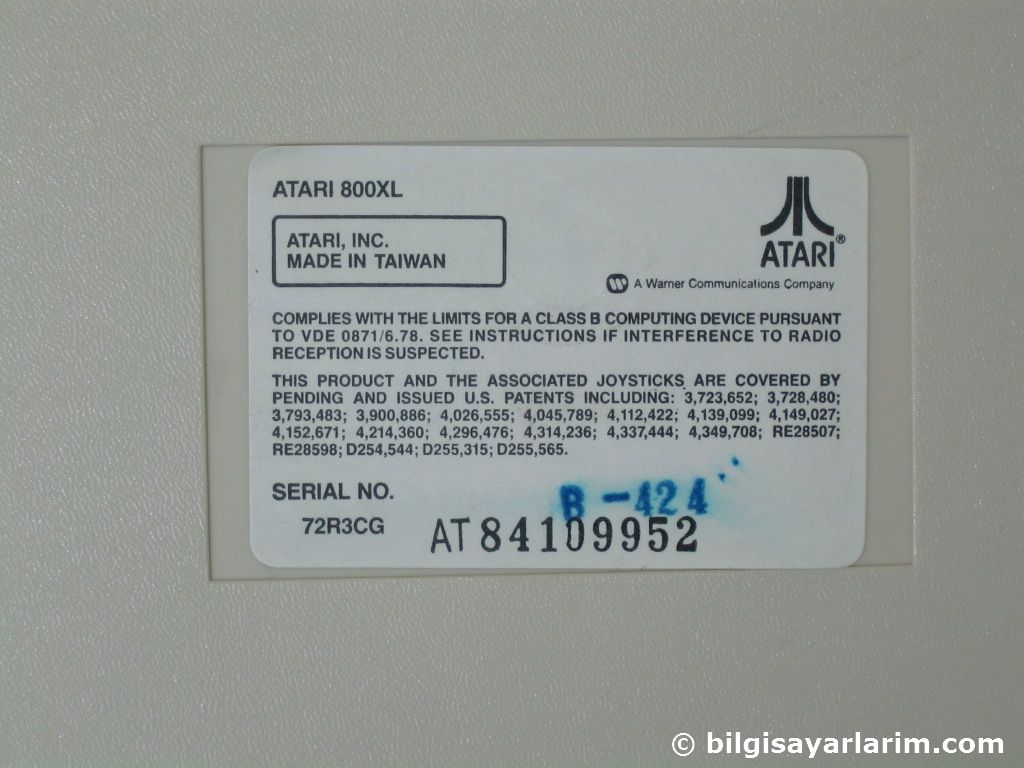 ATARI 800XL
ATARI, INC.
MADE IN TAIWAN
ATARI®
W A Warner Communications Company
COMPLIES WITH THE LIMITS FOR A CLASS B COMPUTING DEVICE PURSUANT
TO VDE 0871/6.78. SEE INSTRUCTIONS IF INTERFERENCE TO RADIO
RECEPTION IS SUSPECTED.
THIS PRODUCT AND THE ASSOCIATED JOYSTICKS ARE COVERED BY
PENDING AND ISSUED U.S. PATENTS INCLUDING: 3,723,652; 3,728,480;
3,793,483; 3,900,886; 4,026,555; 4,045,789; 4,112,422; 4,139,099; 4,149,027;
4,152,671; 4,214,360; 4,296,476; 4,314,236; 4,337,444; 4,349,708; RE28507;
RE28598; D254,544; D255,315; D255,565.
SERIAL NO.
B-424
72R3CG AT84109952
© bilgisayarlarim.com